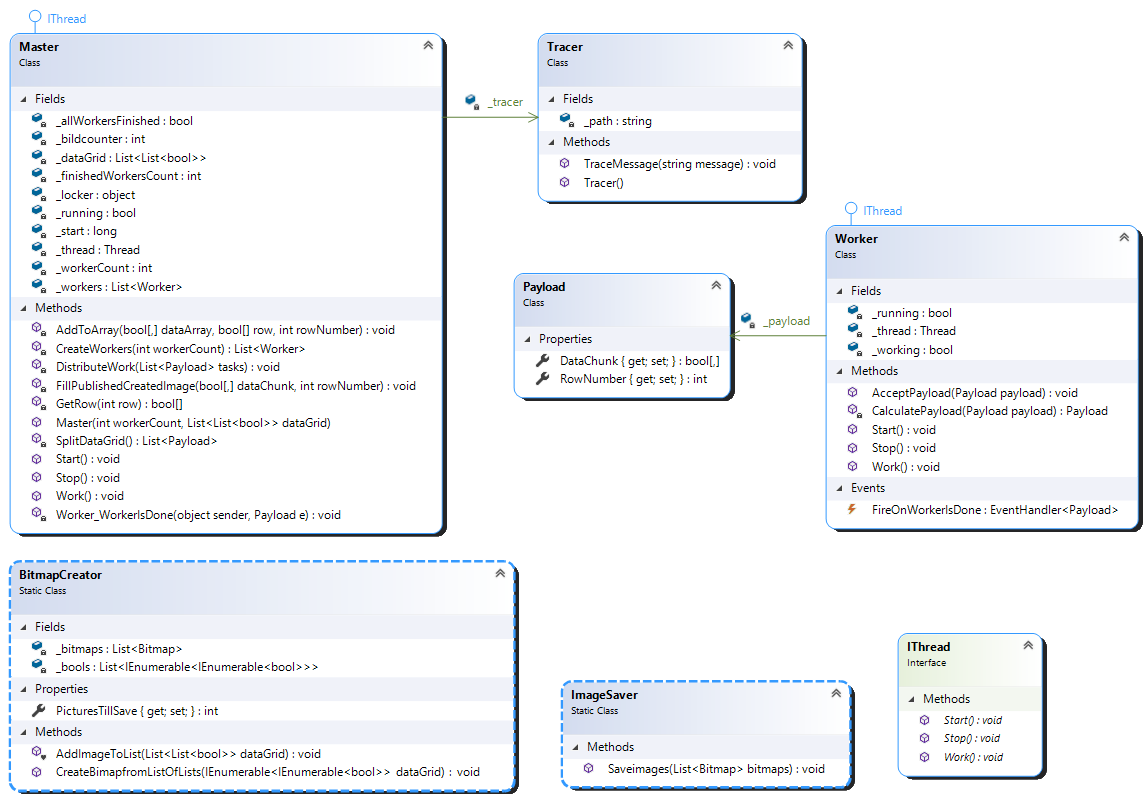 IThread
Master
Class
Fields
_allWorkersFinished : bool
_bildcounter : int
_dataGrid : List<List<bool>>
_finishedWorkersCount : int
_locker : object
_running : bool
_start : long
_thread : Thread
_workerCount : int
_workers : List<Worker>
Methods
AddToArray(bool[,] dataArray, bool[] row, int rowNumber) : void
CreateWorkers(int workerCount) : List<Worker>
DistributeWork(List<Payload> tasks) : void
FillPublishedCreatedImage(bool[,] dataChunk, int rowNumber) : void
GetRow(int row) : bool[]
Master(int workerCount, List<List<bool>> dataGrid)
SplitDataGrid() : List<Payload>
Start() : void
Stop() : void
Work() : void
Worker_WorkerIsDone(object sender, Payload e) : void
_tracer
Tracer
Class
Fields
_path : string
Methods
TraceMessage(string message) : void
Tracer()
Payload
Class
Properties
DataChunk { get; set; } : bool[,]
RowNumber { get; set; } : int
_payload
IThread
Worker
Class
Fields
_running : bool
_thread : Thread
_working : bool
Methods
AcceptPayload(Payload payload) : void
CalculatePayload(Payload payload) : Payload
Start() : void
Stop() : void
Work() : void
Events
FireOnWorkerIsDone : EventHandler<Payload>
BitmapCreator
Static Class
Fields
_bitmaps : List<Bitmap>
_bools : List<IEnumerable<IEnumerable<bool>>>
Properties
PicturesTillSave { get; set; } : int
Methods
AddImageToList(List<List<bool>> dataGrid) : void
CreateBimapfromListOfLists(IEnumerable<IEnumerable<bool>> dataGrid) : void
ImageSaver
Static Class
Methods
Saveimages(List<Bitmap> bitmaps) : void
IThread
Interface
Methods
Start() : void
Stop() : void
Work() : void